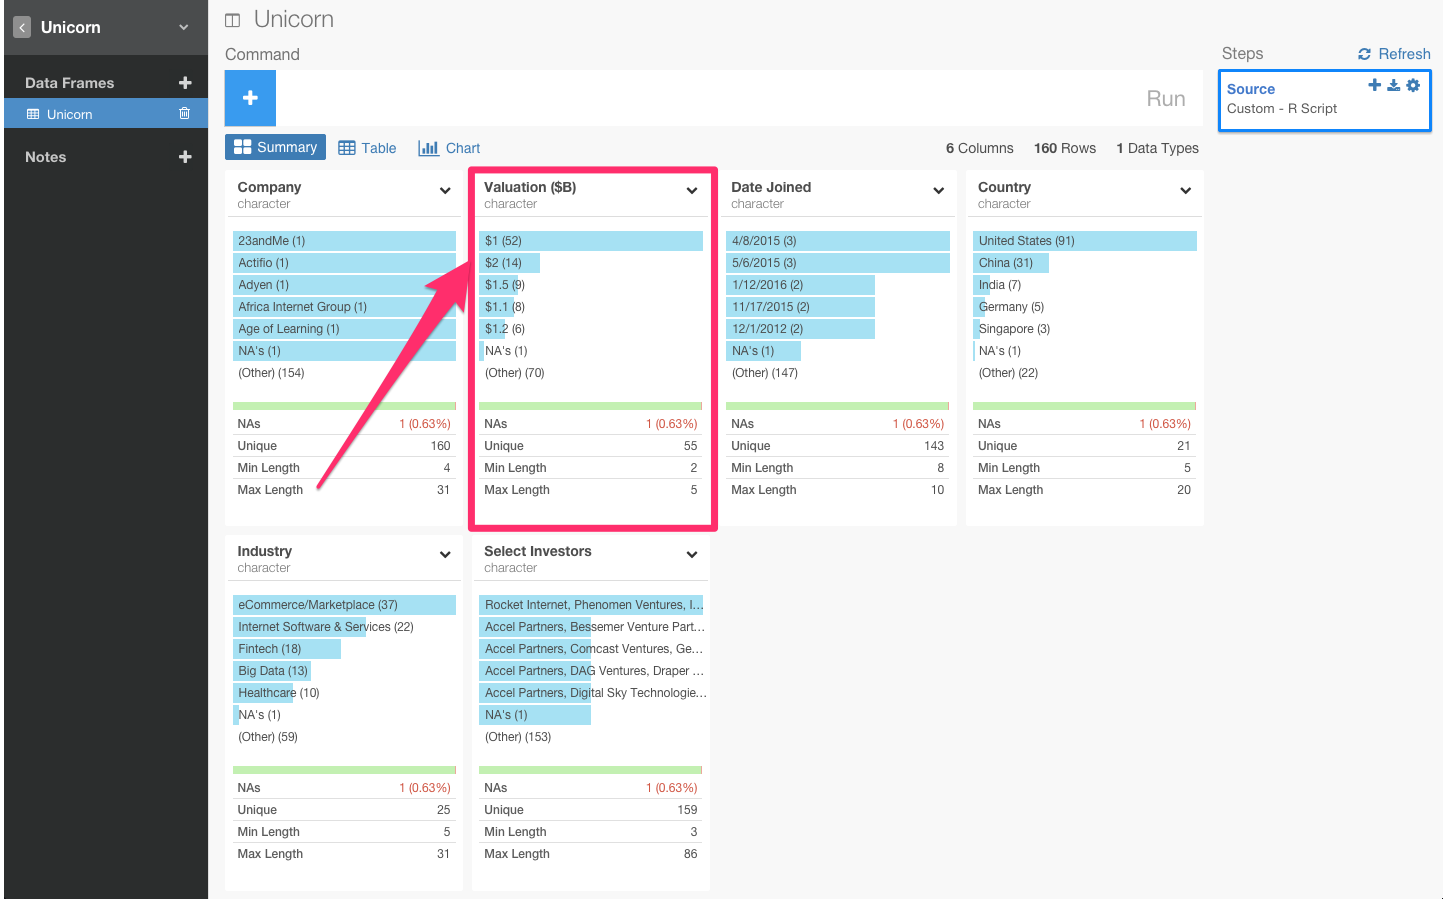 Unicorn
Unicorn
Command
Steps
Refresh
Data Frames
Run
Source
Custom - R Script
Unicorn
Notes
Summary
Table
Chart
6 Columns
160 Rows
1 Data Types
Company
character
23andMe (1)
Actifio (1)
Adyen (1)
Africa Internet Group (1)
Age of Learning (1)
NA's (1)
(Other) (154)
NAs 1 (0.63%)
Unique 160
Min Length 4
Max Length 31
Valuation ($B)
character
$1 (52)
$2 (14)
$1.5 (9)
$1.1 (8)
$1.2 (6)
NA's (1)
(Other) (70)
NAs 1 (0.63%)
Unique 55
Min Length 2
Max Length 5
Date Joined
character
4/8/2015 (3)
5/6/2015 (3)
1/12/2016 (2)
11/17/2015 (2)
12/1/2012 (2)
NA's (1)
(Other) (147)
NAs 1 (0.63%)
Unique 143
Min Length 8
Max Length 10
Country
character
United States (91)
China (31)
India (7)
Germany (5)
Singapore (3)
NA's (1)
(Other) (22)
NAs 1 (0.63%)
Unique 21
Min Length 5
Max Length 20
Industry
character
eCommerce/Marketplace (37)
Internet Software & Services (22)
Fintech (18)
Big Data (13)
Healthcare (10)
NA's (1)
(Other) (59)
NAs 1 (0.63%)
Unique 25
Min Length 5
Max Length 31
Select Investors
character
Rocket Internet, Phenomen Ventures, I...
Accel Partners, Bessemer Venture Part...
Accel Partners, Comcast Ventures, Ge...
Accel Partners, DAG Ventures, Draper ...
Accel Partners, Digital Sky Technologie...
NA's (1)
(Other) (153)
NAs 1 (0.63%)
Unique 159
Min Length 3
Max Length 86